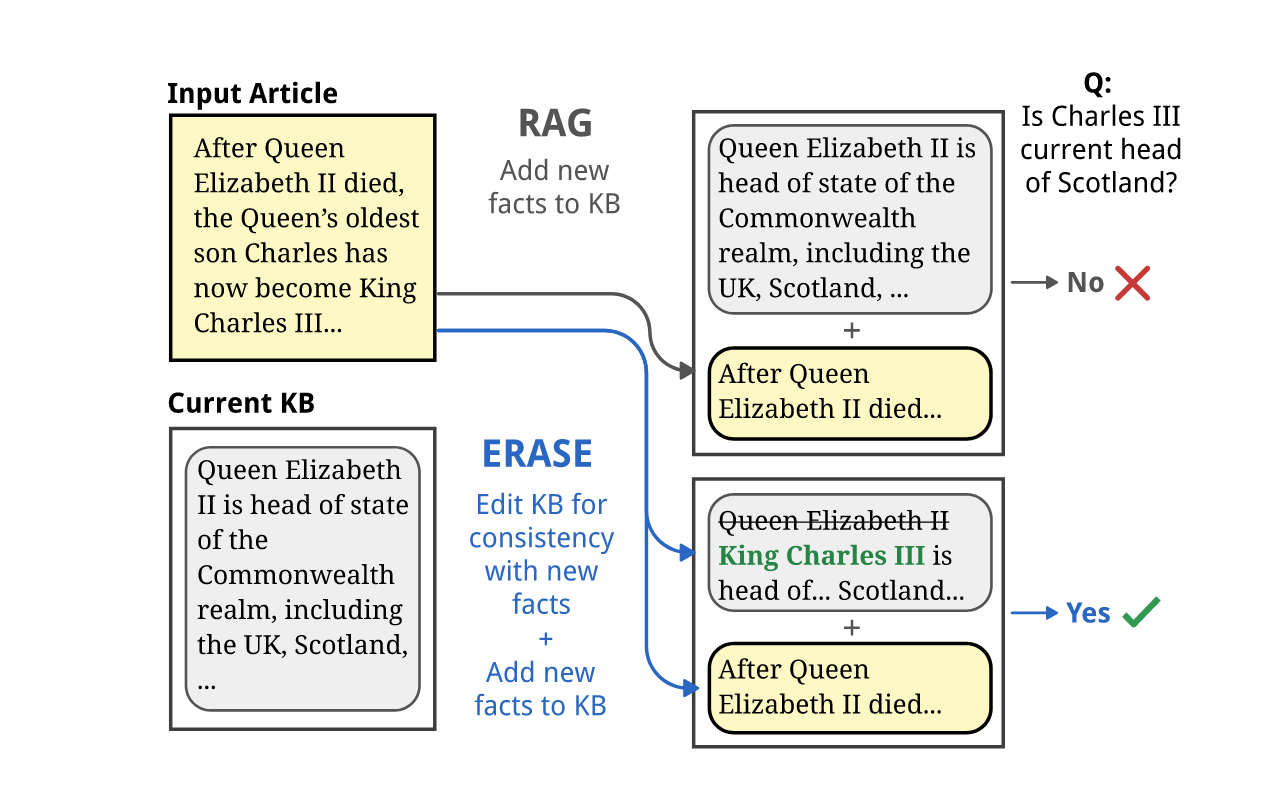 Input Article
After Queen
Elizabeth II died,
the Queen’s oldest
son Charles has
now become King
Charles III...
Current KB
Queen Elizabeth
II is head of state
of the
Commonwealth
realm, including
the UK, Scotland,
...
RAG
Add new
facts to KB
ERASE
Edit KB for
consistency
with new
facts
+
Add new
facts to KB
Queen Elizabeth II is
head of state of the
Commonwealth
realm, including the
UK, Scotland, ...
+
After Queen
Elizabeth II died...
Queen Elizabeth II
King Charles III is
head of... Scotland...
+
After Queen
Elizabeth II died...
Q:
Is Charles III
current head
of Scotland?
No
Yes